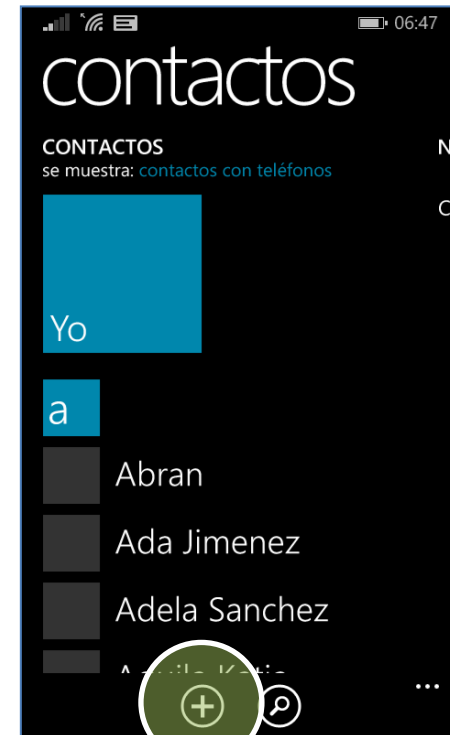 06:47
contactos
CONTACTOS
se muestra: contactos con teléfonos
Yo
a
Abran
Ada Jimenez
Adela Sanchez
...